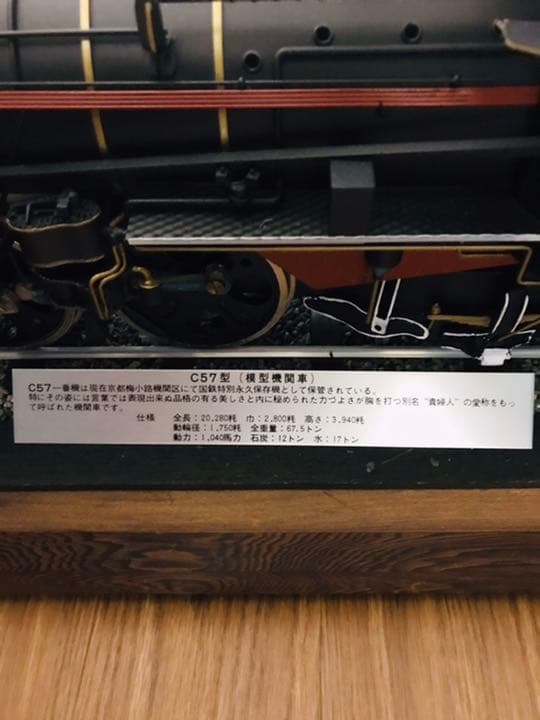 C57型(模型機関車)
C57一番機は現在京都梅小路機関区にて国鉄特別永久保存機として保管されている。
特にその姿には言葉では表現出来ぬ品格の有る美しさと内に秘められた力づよさが胸を打つ別名"貴婦人"の愛称をもっ
て呼ばれた機関車です。
仕様 全長:20,280粍 巾:2,800粍 高さ:3,940粍
動輪径:1,750粍 全重量:67.5トン
動力:1,040馬力 石炭:12トン 水:17トン